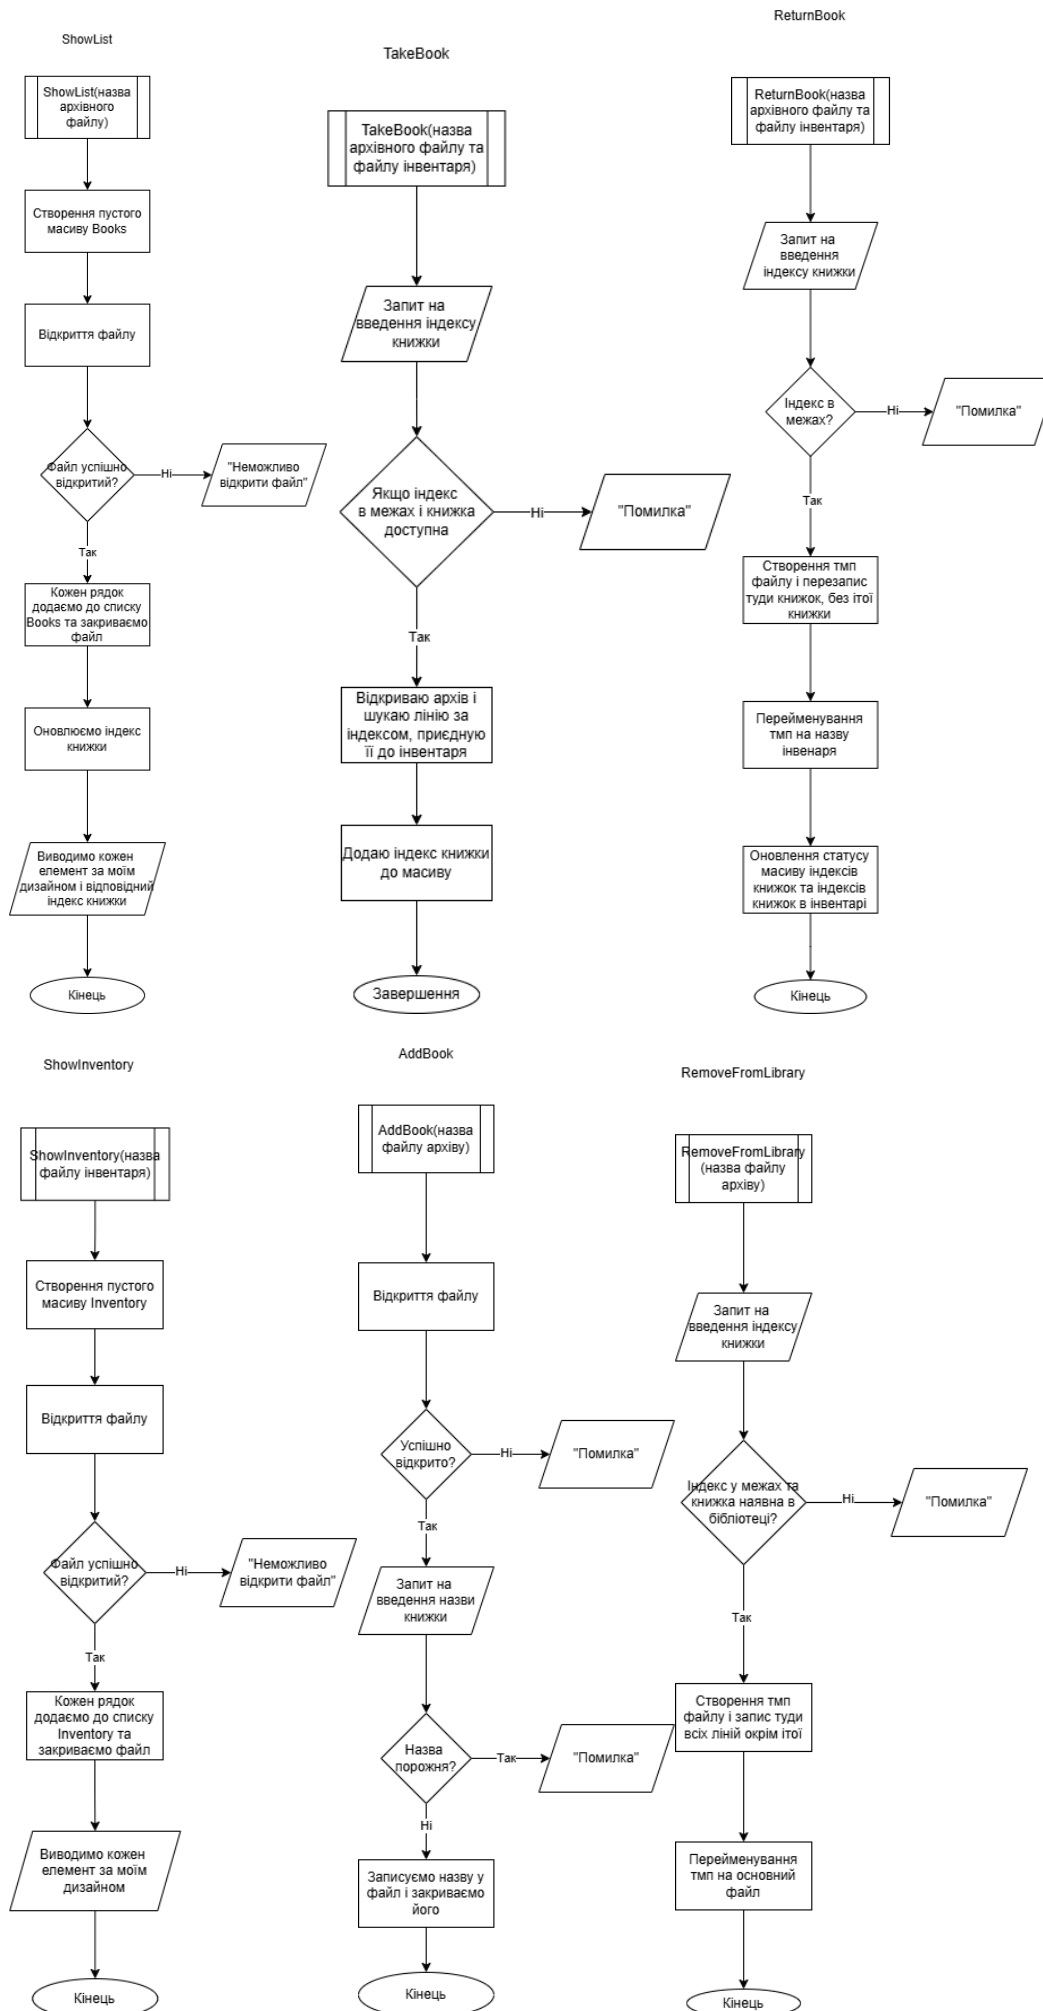 ShowList
ShowList(назва
архівного
файлу)
Створення пустого
масиву Books
Відкриття файлу
Файл успішно
відкритий?
Ні
"Неможливо
відкрити файл"
Так
Кожен рядок
додаємо до списку
Books та закриваємо
файл
Оновлюємо індекс
книжки
Виводимо кожен
елемент за моїм
дизайном і відповідний
індекс книжки
Кінець
TakeBook
TakeBook(назва
архівного файлу та
файлу інвентаря)
Запит на
введення індексу
книжки
Якщо індекс
в межах і книжка
доступна
Ні
"Помилка"
Так
Відкриваю архів і
шукаю лінію за
індексом, приєдную
її до інвентаря
Додаю індекс книжки
до масиву
Завершення
ReturnBook
ReturnBook(назва
архівного файлу та
файлу інвентаря)
Запит на
введення
індексу книжки
Індекс в
межах?
Ні
"Помилка"
Так
Створення тмп
файлу і перезапис
туди книжок, без ітої
книжки
Перейменування
тмп на назву
інвенаря
Оновлення статусу
масиву індексів
книжок та індексів
книжок в інвентарі
Кінець
ShowInventory
ShowInventory(назва
файлу інвентаря)
Створення пустого
масиву Inventory
Відкриття файлу
Файл успішно
відкритий?
Ні
"Неможливо
відкрити файл"
Так
Кожен рядок
додаємо до списку
Inventory та
закриваємо файл
Виводимо кожен
елемент за моїм
дизайном
Кінець
AddBook
AddBook(назва
файлу архіву)
Відкриття файлу
Успішно
відкрито?
Ні
"Помилка"
Так
Запит на
введення назви
книжки
Назва
порожня?
Так
"Помилка"
Ні
Записуємо назву у
файл і закриваємо
його
Кінець
RemoveFromLibrary
RemoveFromLibrary
(назва файлу
архіву)
Запит на
введення індексу
книжки
Індекс у межах та
книжка наявна в
бібліотеці?
Ні
"Помилка"
Так
Створення тмп
файлу і запис туди
всіх ліній окрім ітої
Перейменування
тмп на основний
файл
Кінець